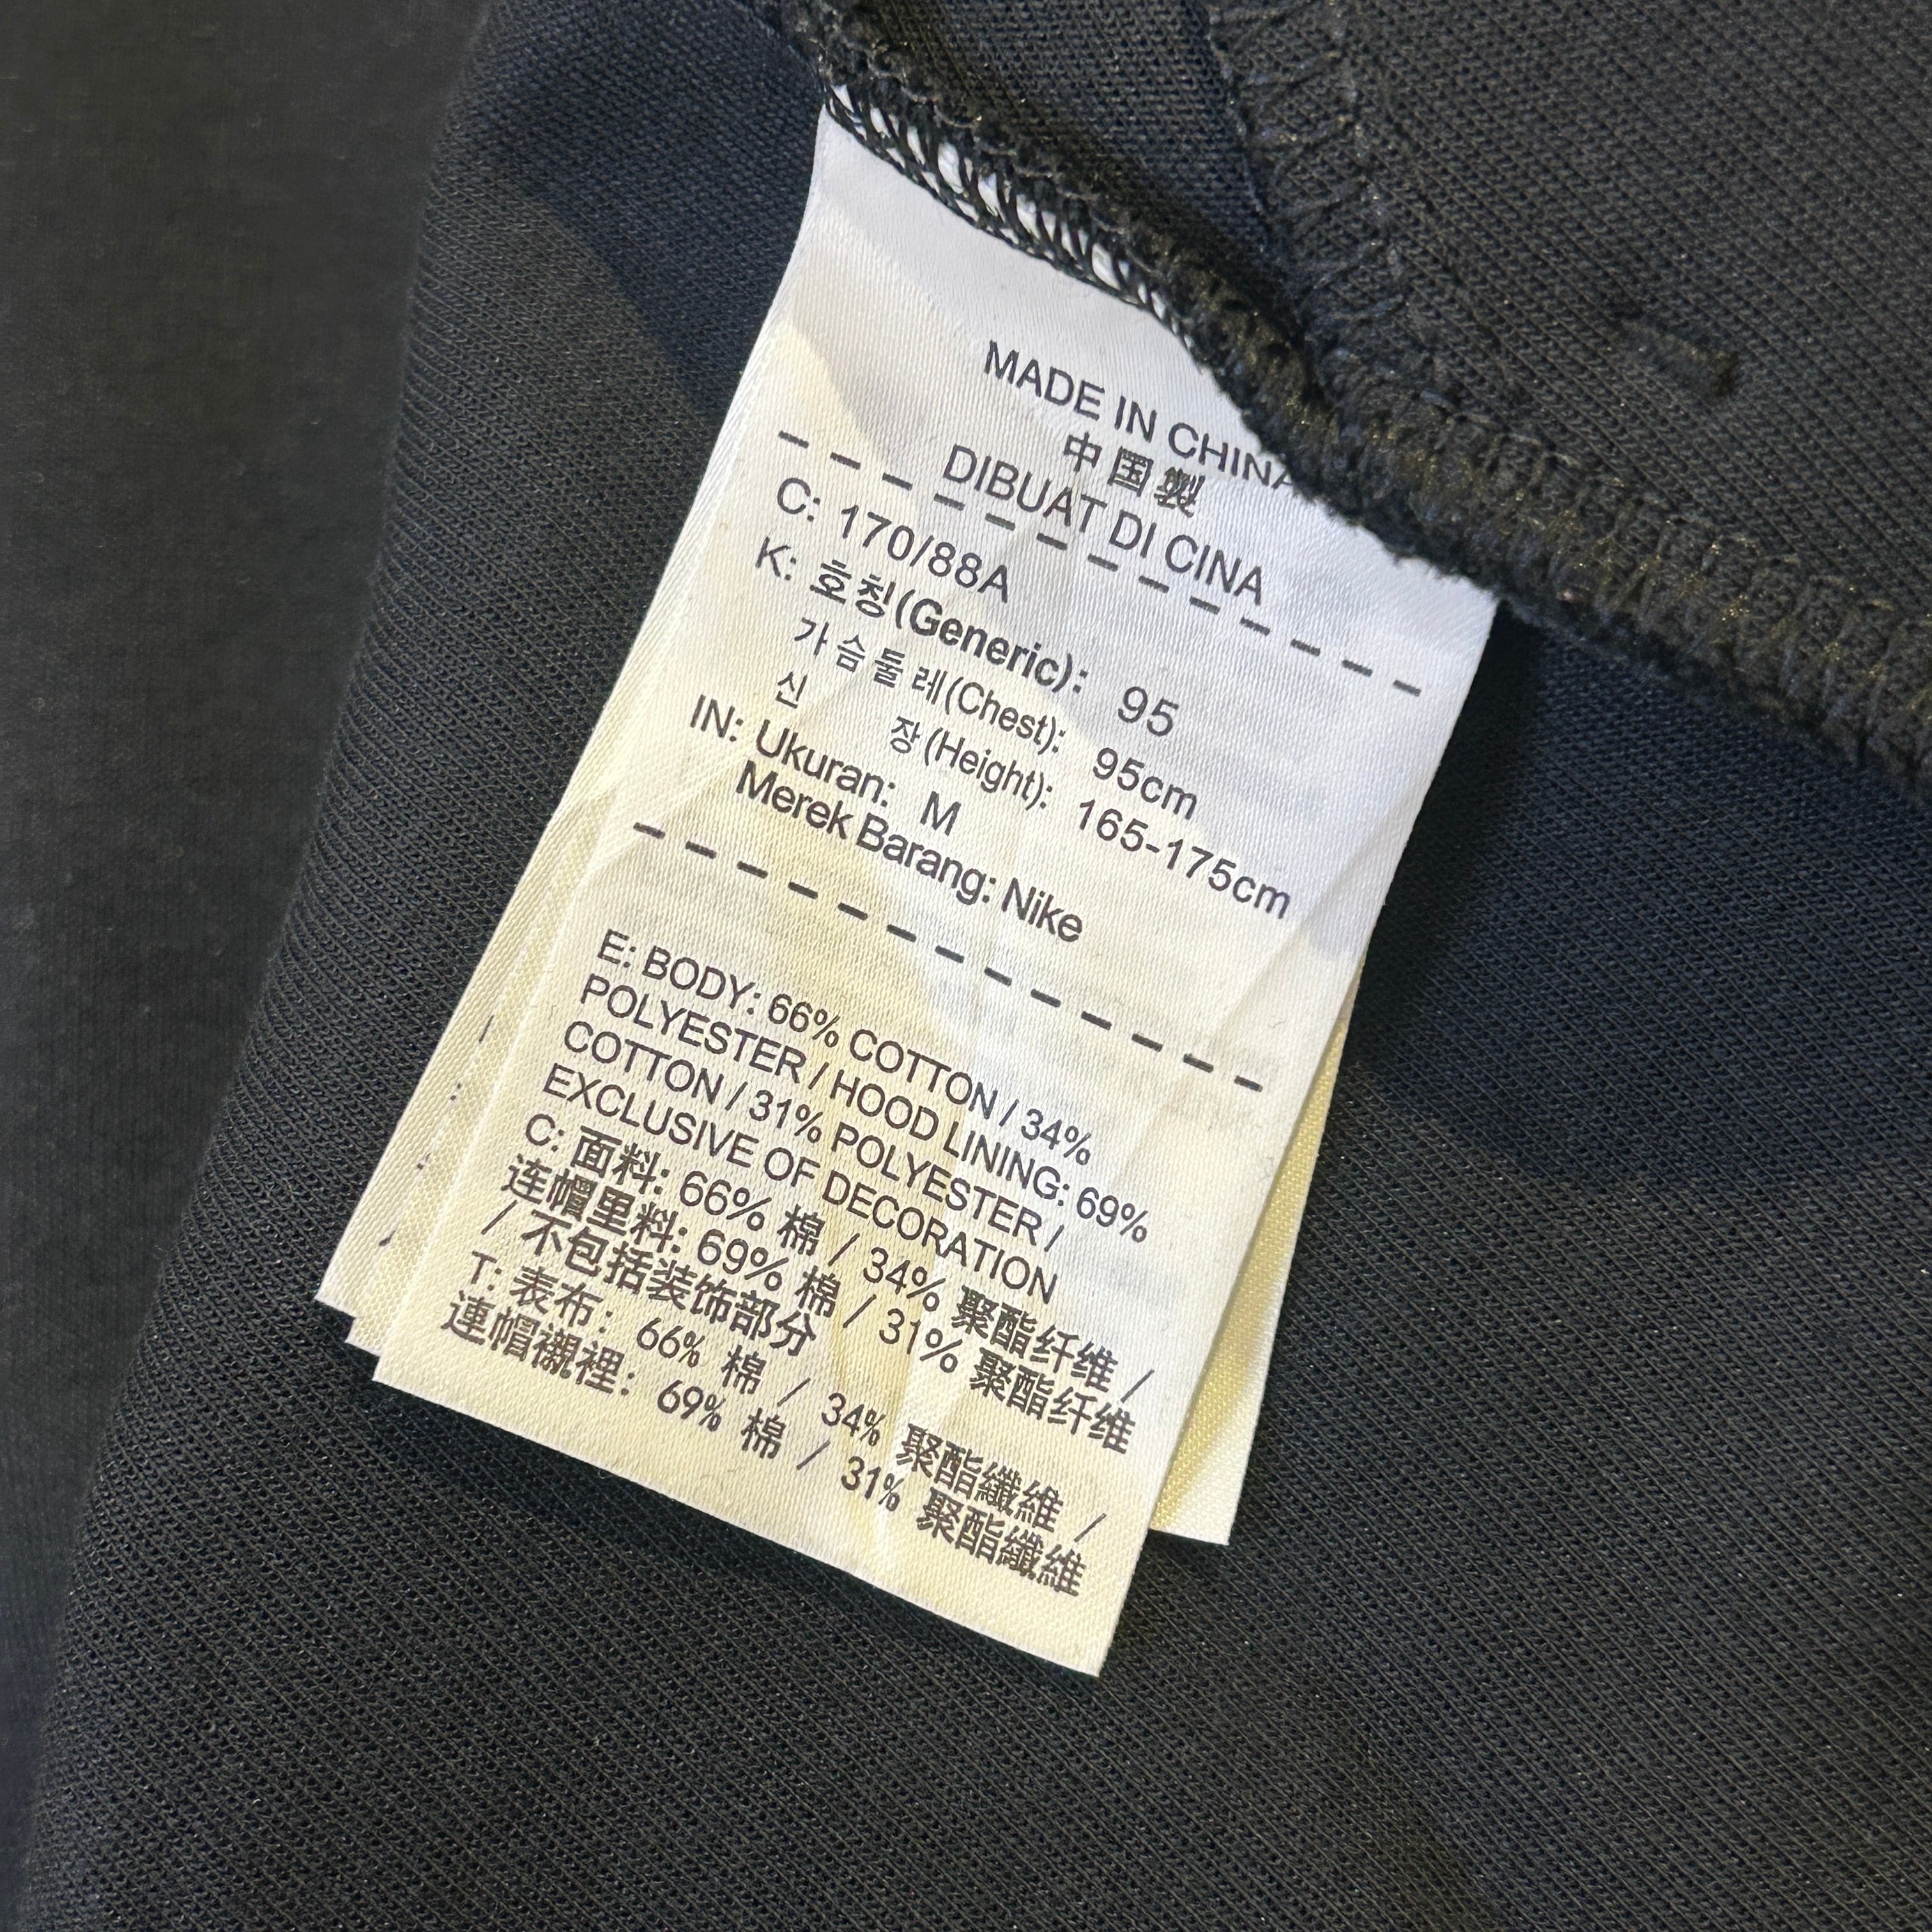 MADE IN CHINA
中国製
DIBUAT DI CINA
C: 170/88A
K: 호칭(Generic): 95
가슴둘레(Chest): 95cm
신 장(Height): 165-175cm
IN: Ukuran: M
Merek Barang: Nike
E: BODY: 66% COTTON / 34%
POLYESTER / HOOD LINING: 69%
COTTON / 31% POLYESTER /
EXCLUSIVE OF DECORATION
C: 面料: 66% 棉 / 34% 聚酯纤维 /
连帽里料: 69% 棉 / 31% 聚酯纤维
/ 不包括装饰部分
T: 表布: 66% 棉 / 34% 聚酯纖維 /
連帽襯裡: 69% 棉 / 31% 聚酯纖維